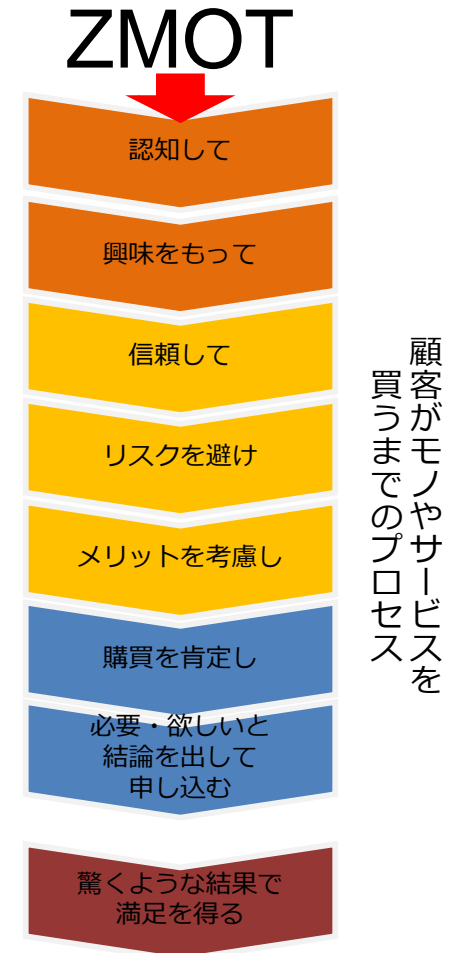 ZMOT
認知して
興味をもって
信頼して
リスクを避け
メリットを考慮し
購買を肯定し
必要・欲しいと
結論を出して
申し込む
驚くような結果で
満足を得る
顧客がモノやサービスを
買うまでのプロセス